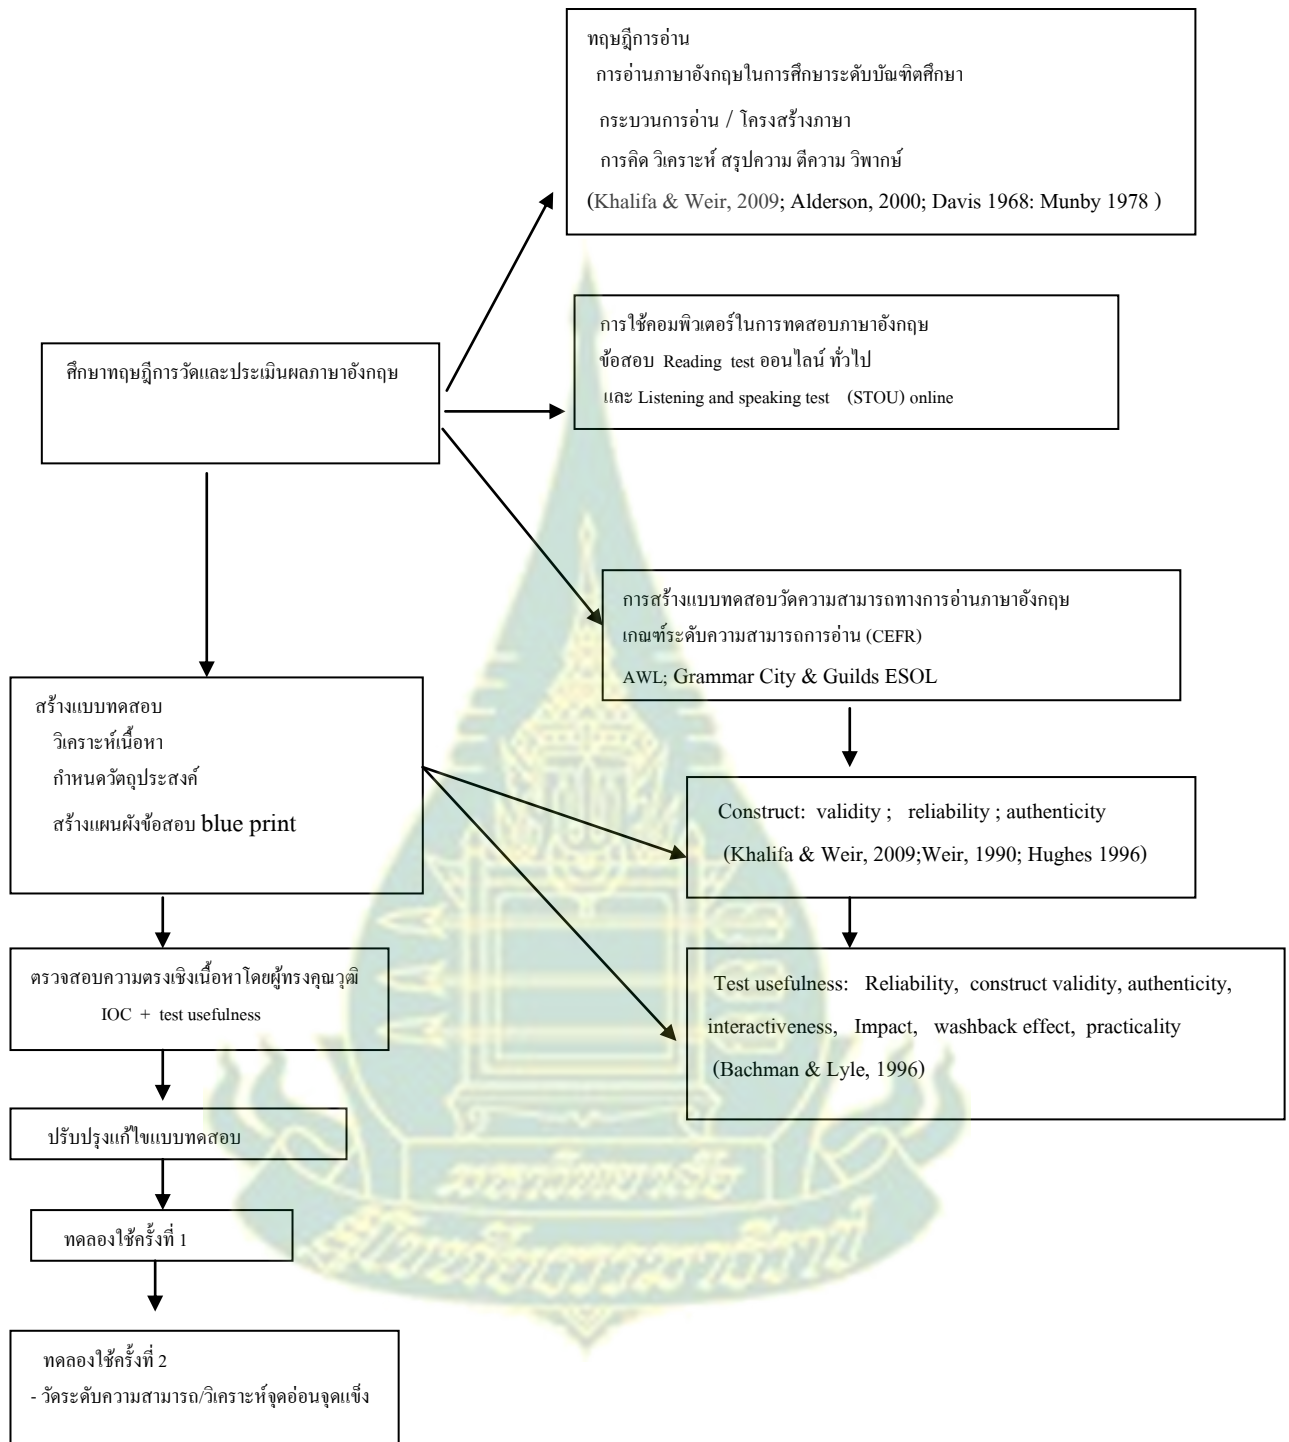 ทฤษฎีการอ่าน
การอ่านภาษาอังกฤษในการศึกษาระดับบัณฑิตศึกษา
กระบวนการอ่าน / โครงสร้างภาษา
การคิด วิเคราะห์ สรุปความ ตีความ วิพากษ์
(Khalifa & Weir, 2009; Alderson, 2000; Davis 1968: Munby 1978 )
การใช้คอมพิวเตอร์ในการทดสอบภาษาอังกฤษ
ข้อสอบ Reading test ออนไลน์ ทั่วไป
และ Listening and speaking test (STOU) online
ศึกษาทฤษฎีการวัดและประเมินผลภาษาอังกฤษ
การสร้างแบบทดสอบวัดความสามารถทางการอ่านภาษาอังกฤษ
เกณฑ์ระดับความสามารถการอ่าน (CEFR)
AWL; Grammar City & Guilds ESOL
สร้างแบบทดสอบ
วิเคราะห์เนื้อหา
กำหนดวัตถุประสงค์
สร้างแผนผังข้อสอบ blue print
Construct: validity ; reliability ; authenticity
(Khalifa & Weir, 2009;Weir, 1990; Hughes 1996)
ตรวจสอบความตรงเชิงเนื้อหาโดยผู้ทรงคุณวุฒิ
IOC + test usefulness
Test usefulness: Reliability, construct validity, authenticity,
interactiveness, Impact, washback effect, practicality
(Bachman & Lyle, 1996)
ปรับปรุงแก้ไขแบบทดสอบ
ทดลองใช้ครั้งที่ 1
ทดลองใช้ครั้งที่ 2
- วัดระดับความสามารถ/วิเคราะห์จุดอ่อนจุดแข็ง